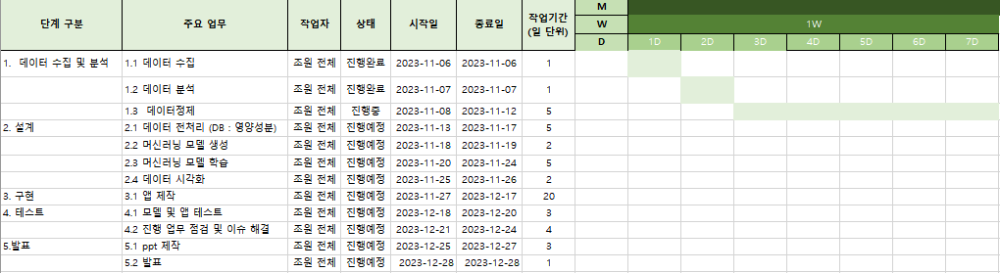 단계 구분 주요 업무 작업자 상태 시작일 종료일 작업기간 (일 단위) M
W 1W
D 1D 2D 3D 4D 5D 6D 7D
1. 데이터 수집 및 분석 1.1 데이터 수집 조원 전체 진행완료 2023-11-06 2023-11-06 1
1.2 데이터 분석 조원 전체 진행완료 2023-11-07 2023-11-07 1
1.3 데이터정제 조원 전체 진행중 2023-11-08 2023-11-12 5
2. 설계 2.1 데이터 전처리 (DB : 영양성분) 조원 전체 진행예정 2023-11-13 2023-11-17 5
2.2 머신러닝 모델 생성 조원 전체 진행예정 2023-11-18 2023-11-19 2
2.3 머신러닝 모델 학습 조원 전체 진행예정 2023-11-20 2023-11-24 5
2.4 데이터 시각화 조원 전체 진행예정 2023-11-25 2023-11-26 2
3. 구현 3.1 앱 제작 조원 전체 진행예정 2023-11-27 2023-12-17 20
4. 테스트 4.1 모델 및 앱 테스트 조원 전체 진행예정 2023-12-18 2023-12-20 3
4.2 진행 업무 점검 및 이슈 해결 조원 전체 진행예정 2023-12-21 2023-12-24 4
5.발표 5.1 ppt 제작 조원 전체 진행예정 2023-12-25 2023-12-27 3
5.2 발표 조원 전체 진행예정 2023-12-28 2023-12-28 1